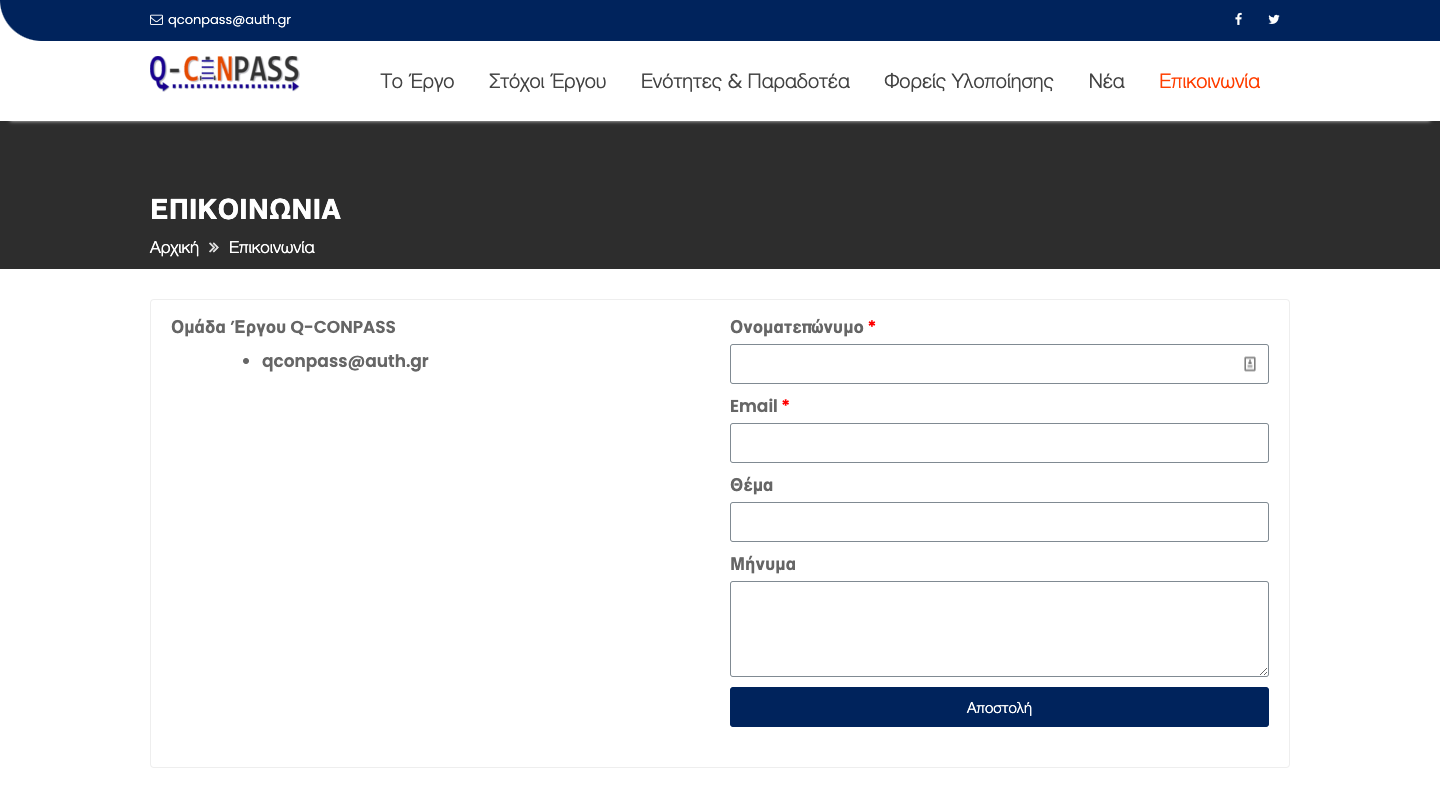 qconpass@auth.gr
Q-CONPASS
Το Έργο Στόχοι Έργου Ενότητες & Παραδοτέα Φορείς Υλοποίησης Νέα Επικοινωνία
ΕΠΙΚΟΙΝΩΝΙΑ
Αρχική » Επικοινωνία
Ομάδα Έργου Q-CONPASS
• qconpass@auth.gr
Ονοματεπώνυμο *
Email *
Θέμα
Μήνυμα
Αποστολή